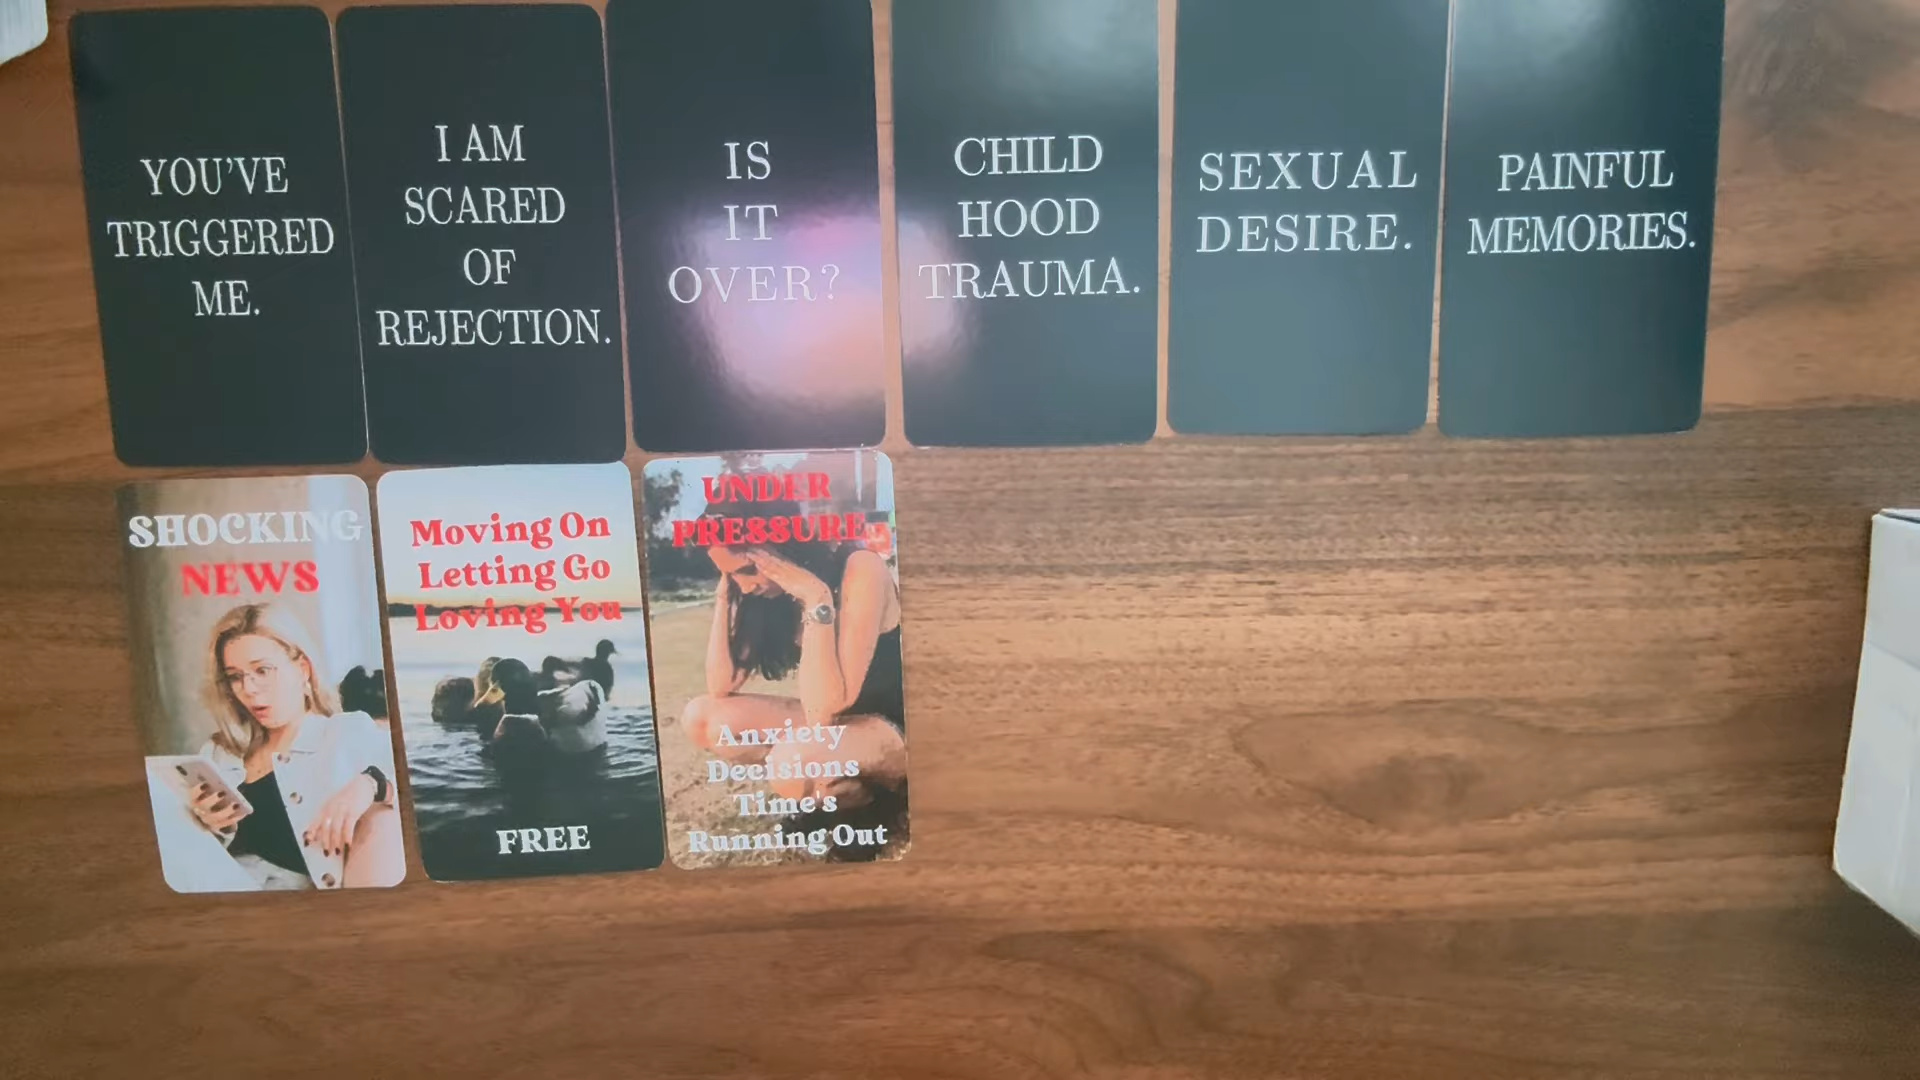 YOU'VE
TRIGGERED
ME.
I AM
SCARED
OF
REJECTION.
IS
IT
OVER?
CHILD
HOOD
TRAUMA.
SEXUAL
DESIRE.
PAINFUL
MEMORIES.
SHOCKING
NEWS
Moving On
Letting Go
Loving You
FREE
UNDER
PRESSURE
Anxiety
Decisions
Time's
Running Out